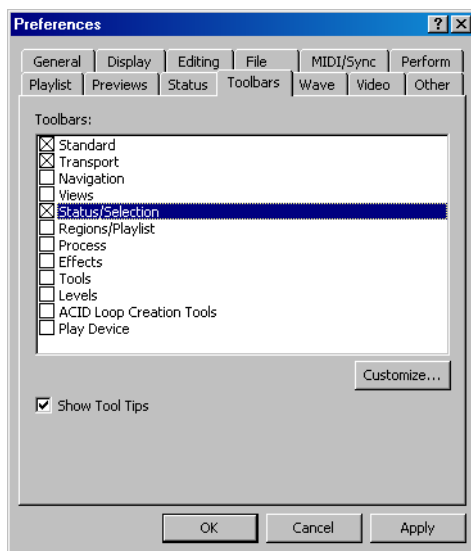 Preferences
General Display Editing File MIDI/Sync Perform
Playlist Previews Status Toolbars Wave Video Other
Toolbars:
Standard
Transport
Navigation
Views
Status/Selection
Regions/Playlist
Process
Effects
Tools
Levels
ACID Loop Creation Tools
Play Device
Customize...
Show Tool Tips
OK Cancel Apply